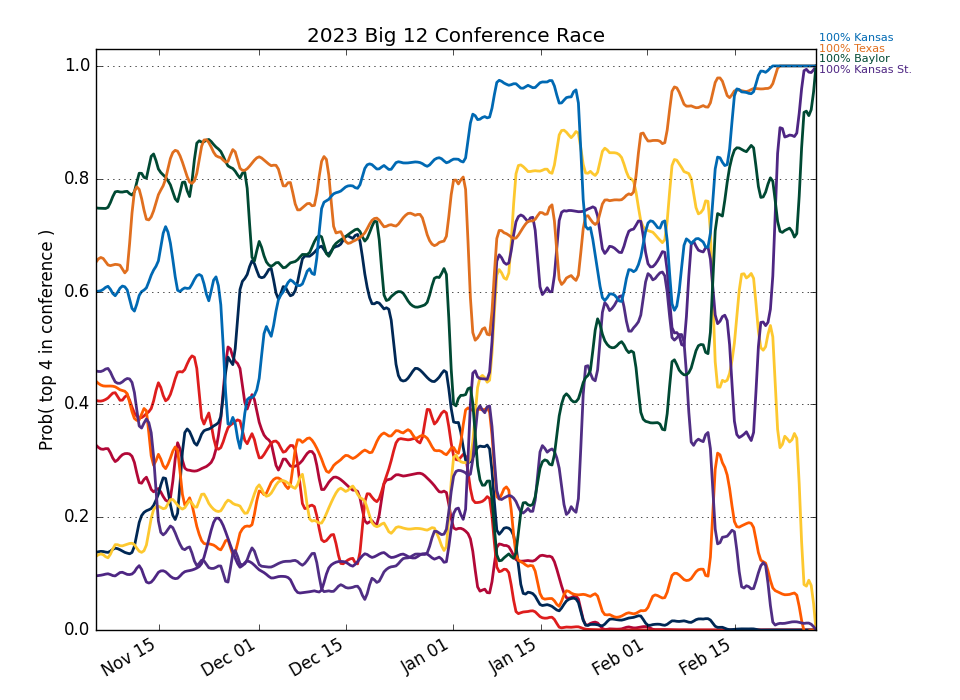 2023 Big 12 Conference Race
100% Kansas
100% Texas
100% Baylor
100% Kansas St.
1.0
0.8
0.6
0.4
0.2
0.0
Prob( top 4 in conference )
Nov 15
Dec 01
Dec 15
Jan 01
Jan 15
Feb 01
Feb 15